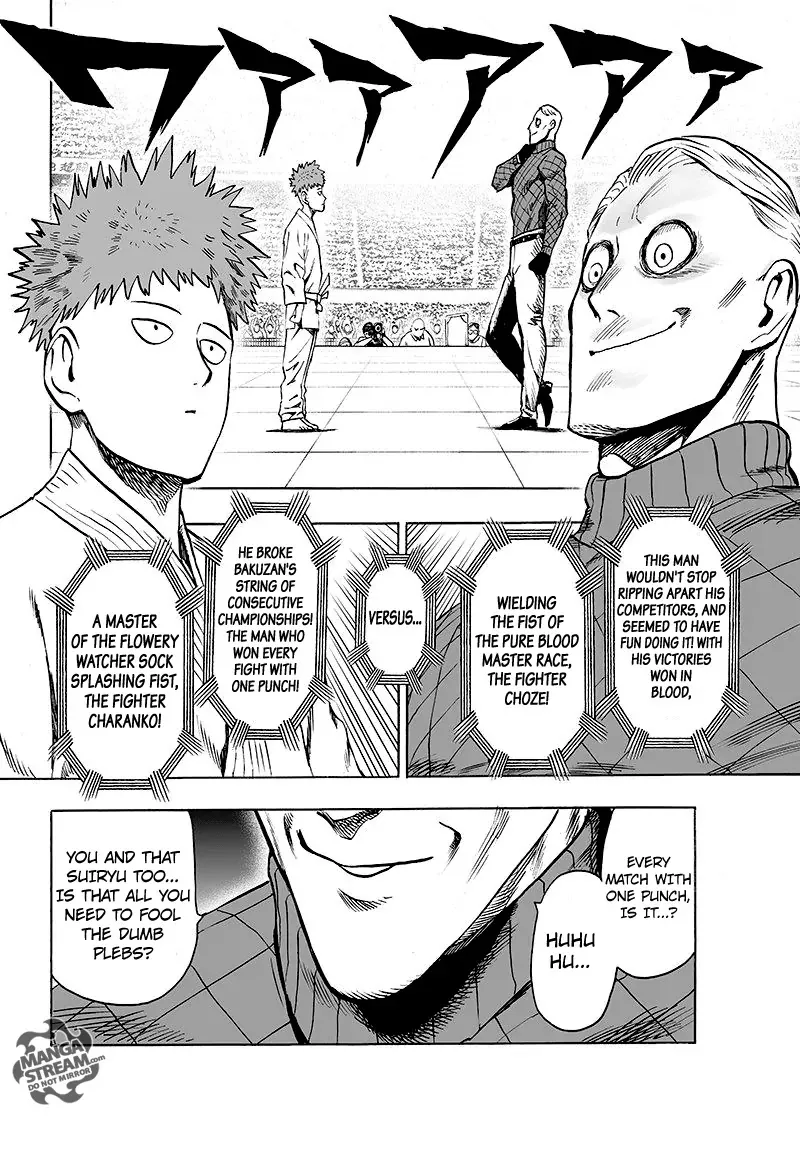 ワァァアァァ
THIS MAN
WOULDN'T STOP
RIPPING APART HIS
COMPETITORS, AND
SEEMED TO HAVE
FUN DOING IT! WITH
HIS VICTORIES
WON IN
BLOOD,
WIELDING
THE FIST OF
THE PURE BLOOD
MASTER RACE,
THE FIGHTER
CHOZE!
VERSUS...
HE BROKE
BAKUZAN'S
STRING OF
CONSECUTIVE
CHAMPIONSHIPS!
THE MAN WHO
WON EVERY
FIGHT WITH
ONE PUNCH!
A MASTER
OF THE FLOWERY
WATCHER SOCK
SPLASHING FIST,
THE FIGHTER
CHARANKO!
EVERY
MATCH WITH
ONE PUNCH,
IS IT...?
HUHU
HU...
YOU AND THAT
SUIRYU TOO...
IS THAT ALL YOU
NEED TO FOOL
THE DUMB
PLEBS?
MANGA
STREAM.com
DO NOT MIRROR